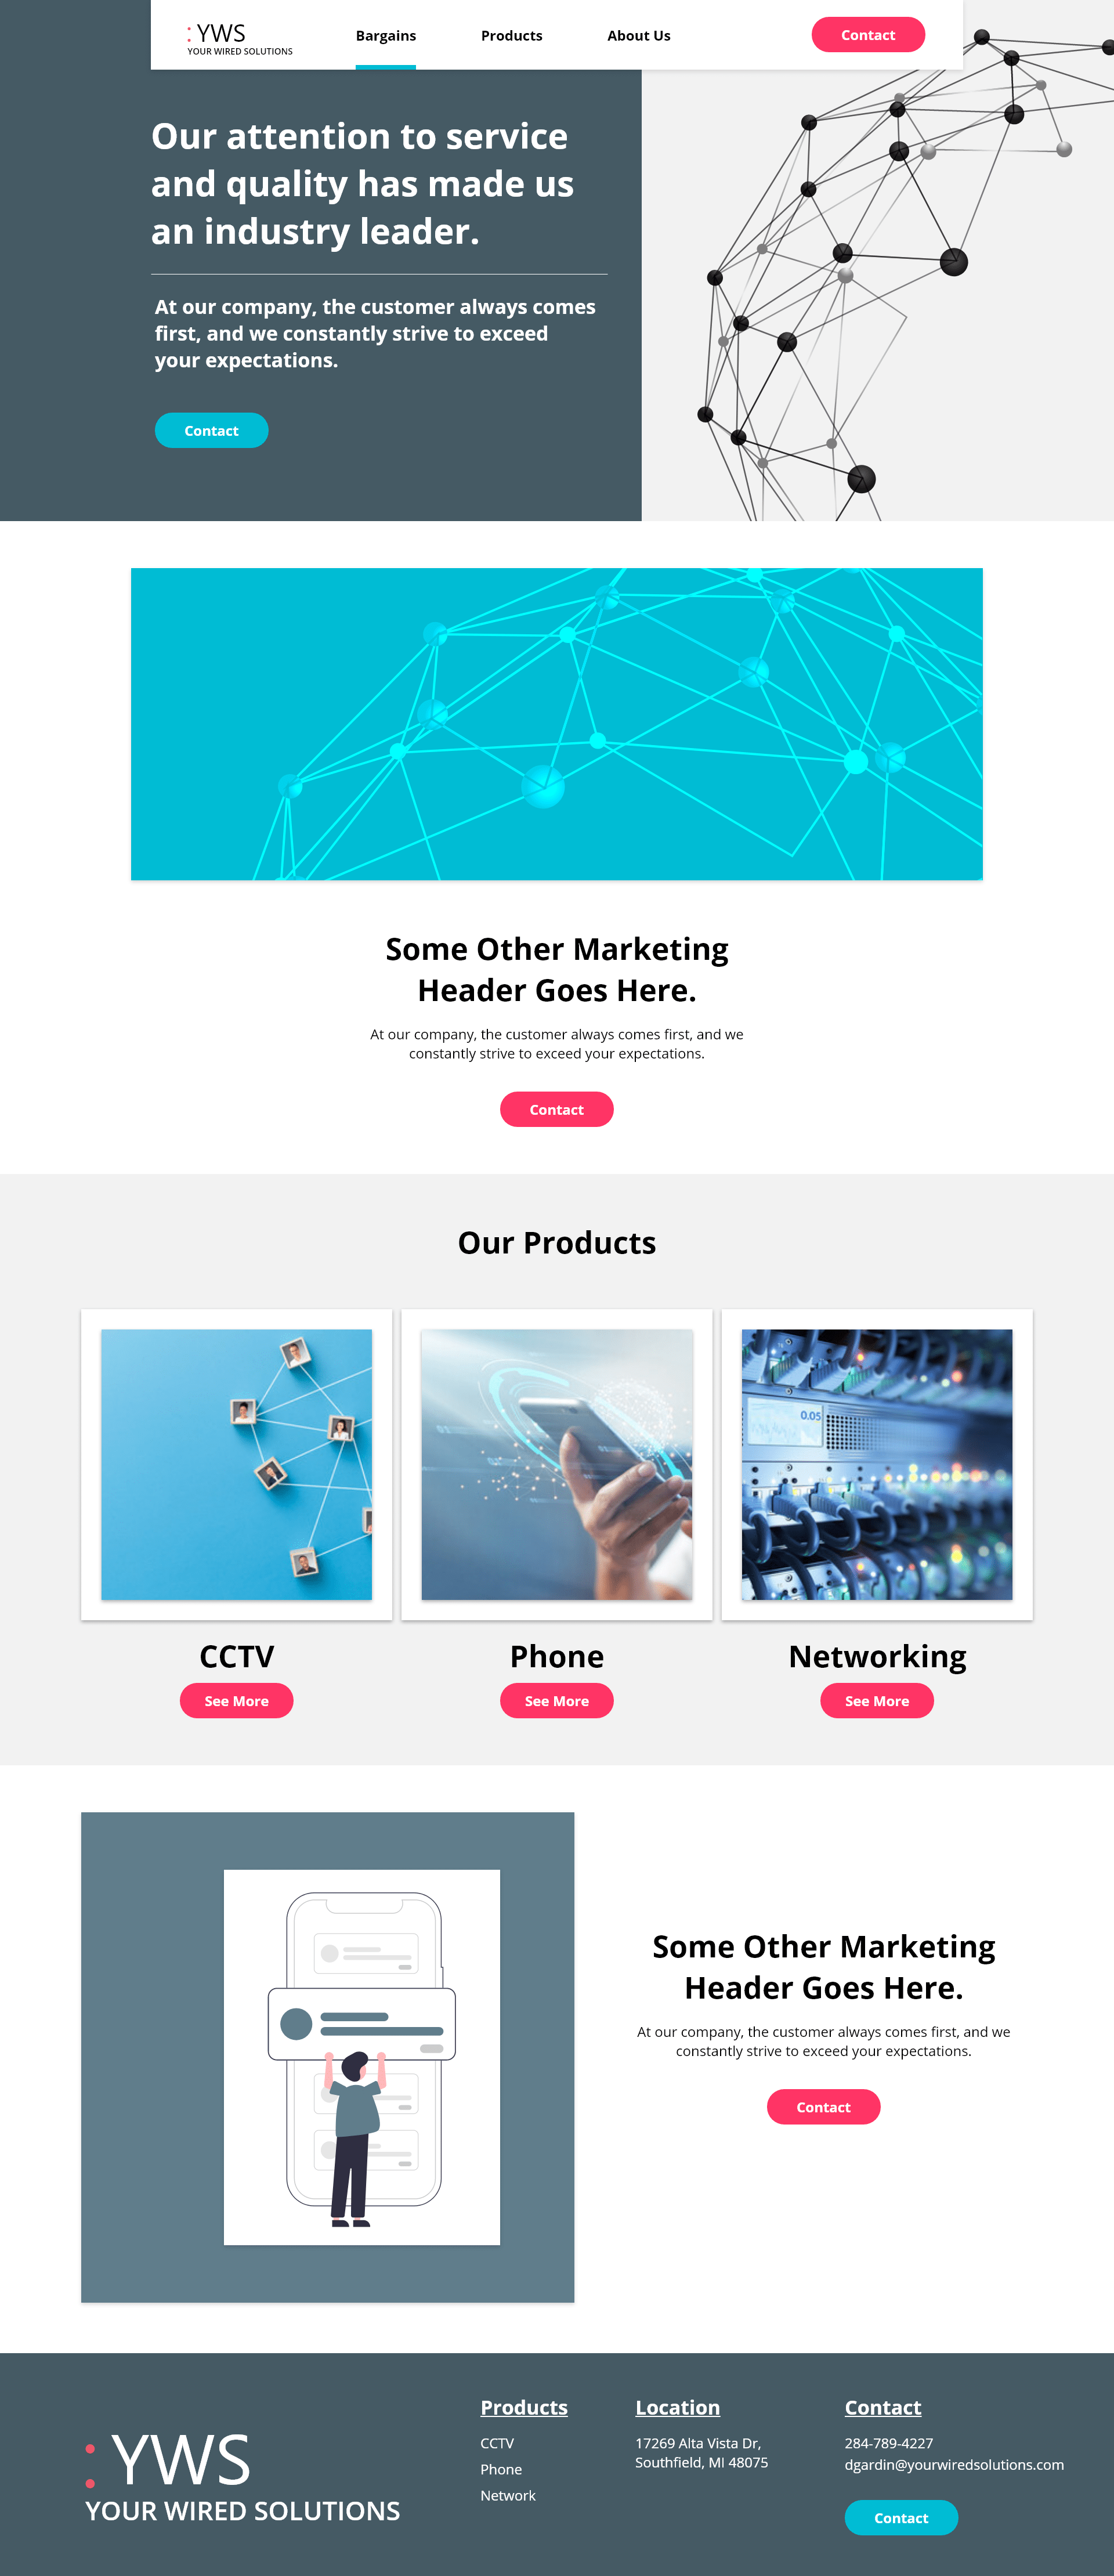 : YWS
YOUR WIRED SOLUTIONS
Bargains
Products
About Us
Contact
Our attention to service
and quality has made us
an industry leader.
At our company, the customer always comes
first, and we constantly strive to exceed
your expectations.
Contact
Some Other Marketing
Header Goes Here.
At our company, the customer always comes first, and we
constantly strive to exceed your expectations.
Contact
Our Products
0.05
CCTV
See More
Phone
See More
Networking
See More
Some Other Marketing
Header Goes Here.
At our company, the customer always comes first, and we
constantly strive to exceed your expectations.
Contact
: YWS
YOUR WIRED SOLUTIONS
Products
CCTV
Phone
Network
Location
17269 Alta Vista Dr,
Southfield, MI 48075
Contact
284-789-4227
dgardin@yourwiredsolutions.com
Contact